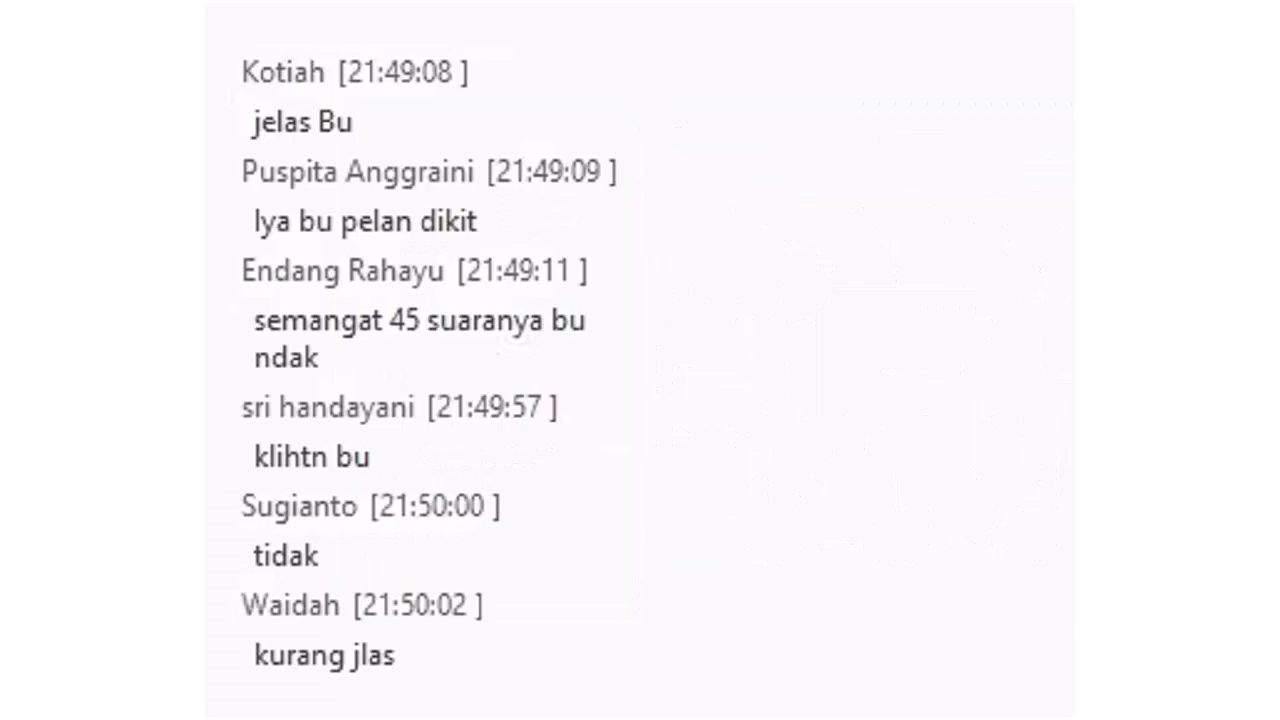 Kotiah [21:49:08 ]
jelas Bu
Puspita Anggraini [21:49:09 ]
Iya bu pelan dikit
Endang Rahayu [21:49:11 ]
semangat 45 suaranya bu
ndak
sri handayani [21:49:57 ]
klihtn bu
Sugianto [21:50:00 ]
tidak
Waidah [21:50:02 ]
kurang jlas